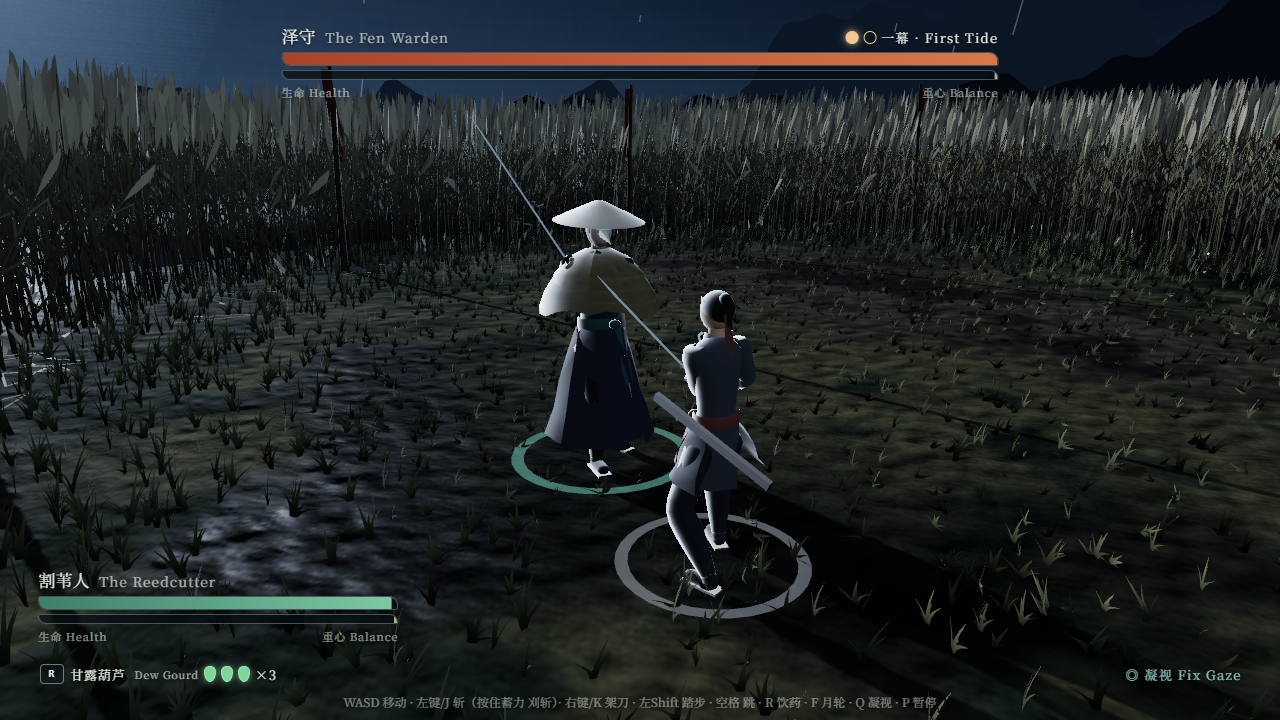 泽守 The Fen Warden
一幕 · First Tide
生命 Health
重心 Balance
割苇人 The Reedcutter
生命 Health
重心 Balance
R 甘露葫芦 Dew Gourd ×3
◎ 凝视 Fix Gaze
WASD 移动 · 左键/J 斩（按住蓄力 刈斩）· 右键/K 架刀 · 左Shift 踏步 · 空格 跳 · R 饮药 · F 月轮 · Q 凝视 · P 暂停